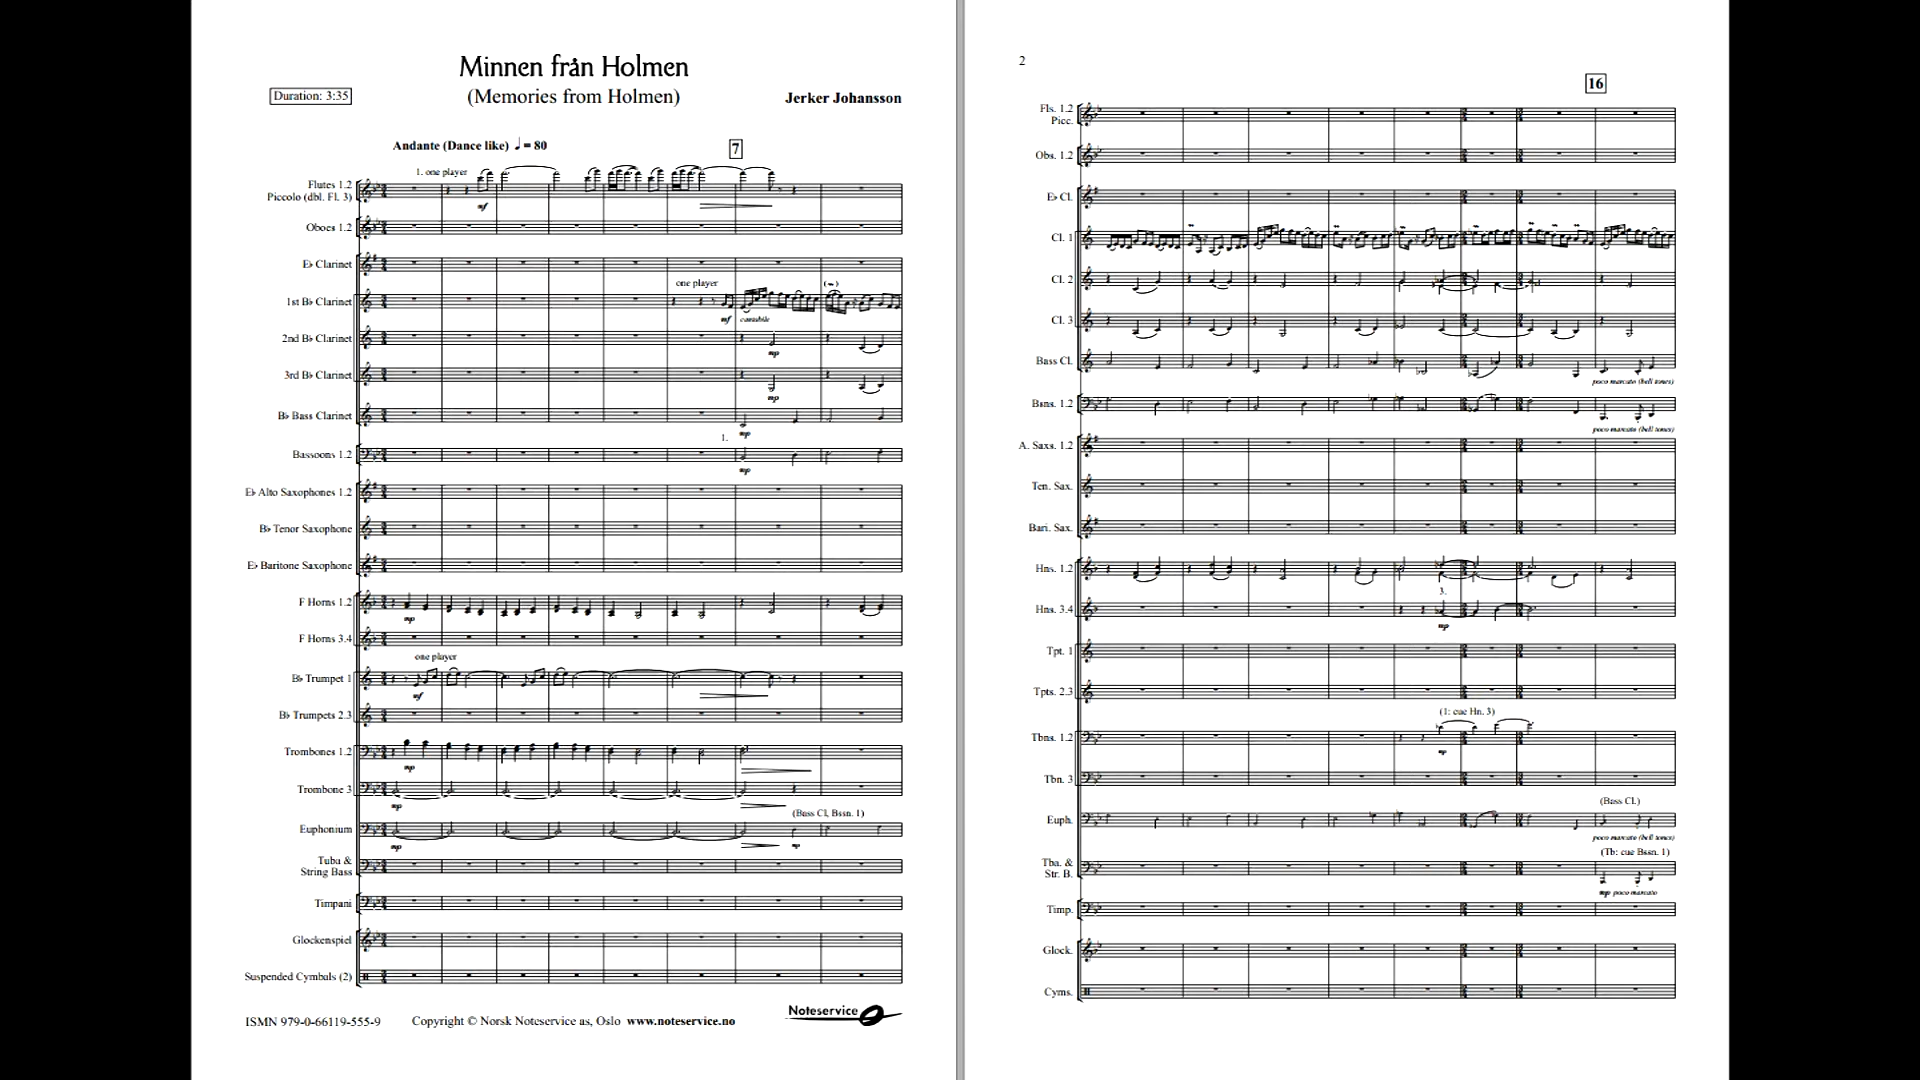 Minnen från Holmen
(Memories from Holmen)
Duration: 3:35
Jerker Johansson
Andante (Dance like) ♩ = 80
7
1. one player
Flutes 1.2
Piccolo (dbl. Fl. 3)
mf
Oboes 1.2
E♭ Clarinet
one player
1st B♭ Clarinet
mf cantabile
2nd B♭ Clarinet
mp
3rd B♭ Clarinet
mp
B♭ Bass Clarinet
mp
1.
Bassoons 1.2
mp
E♭ Alto Saxophones 1.2
B♭ Tenor Saxophone
E♭ Baritone Saxophone
F Horns 1.2
mp
F Horns 3.4
one player
B♭ Trumpet 1
mf
B♭ Trumpets 2.3
Trombones 1.2
mp
Trombone 3
mp
(Bass Cl, Bssn. 1)
Euphonium
mp mp
Tuba &
String Bass
Timpani
Glockenspiel
Suspended Cymbals (2)
ISMN 979-0-66119-555-9 Copyright © Norsk Noteservice as, Oslo www.noteservice.no
Noteservice
2
16
Fls. 1.2
Picc.
Obs. 1.2
E♭ Cl.
Cl. 1
Cl. 2
Cl. 3
Bass Cl.
poco marcato (bell tones)
Bsns. 1.2
poco marcato (bell tones)
A. Saxs. 1.2
Ten. Sax.
Bari. Sax.
Hns. 1.2
3.
Hns. 3.4
mp
Tpt. 1
Tpts. 2.3
(1: cue Hn. 3)
Tbns. 1.2
mp
Tbn. 3
(Bass Cl.)
Euph.
poco marcato (bell tones)
(Tb: cue Bssn. 1)
Tba. &
Str. B.
mp poco marcato
Timp.
Glock.
Cyms.